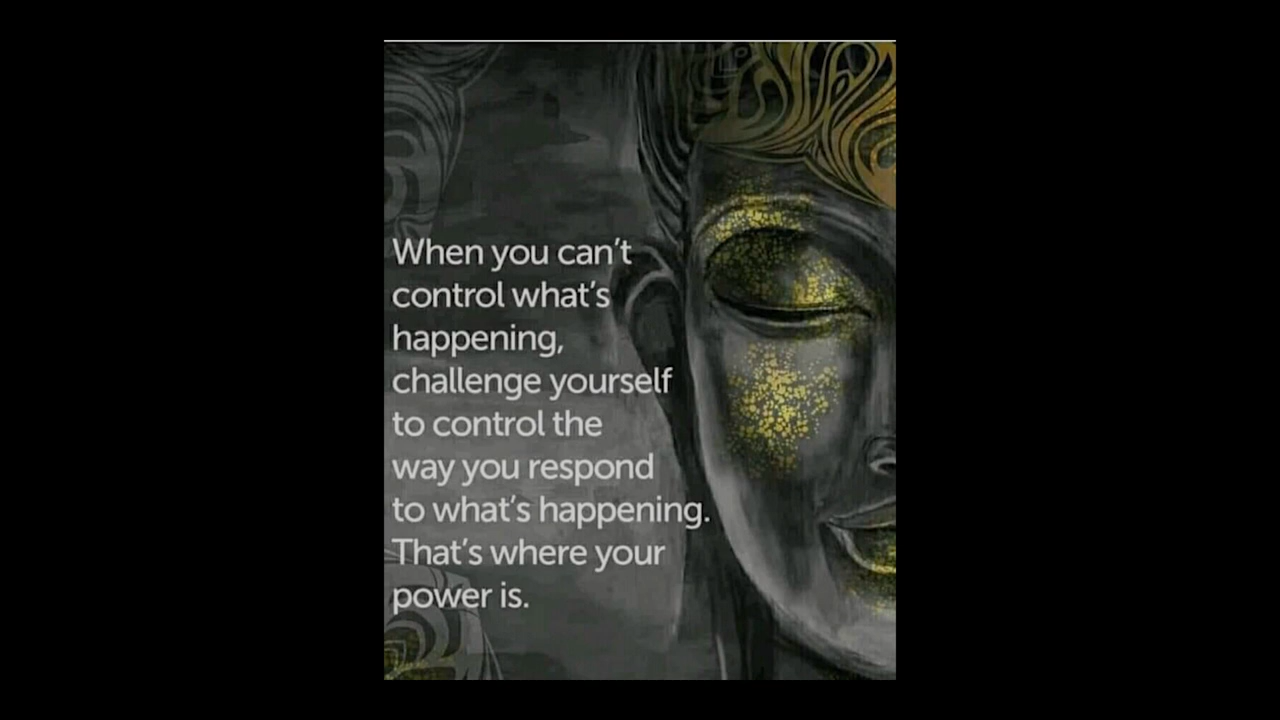 When you can't
control what's
happening,
challenge yourself
to control the
way you respond
to what's happening.
That's where your
power is.